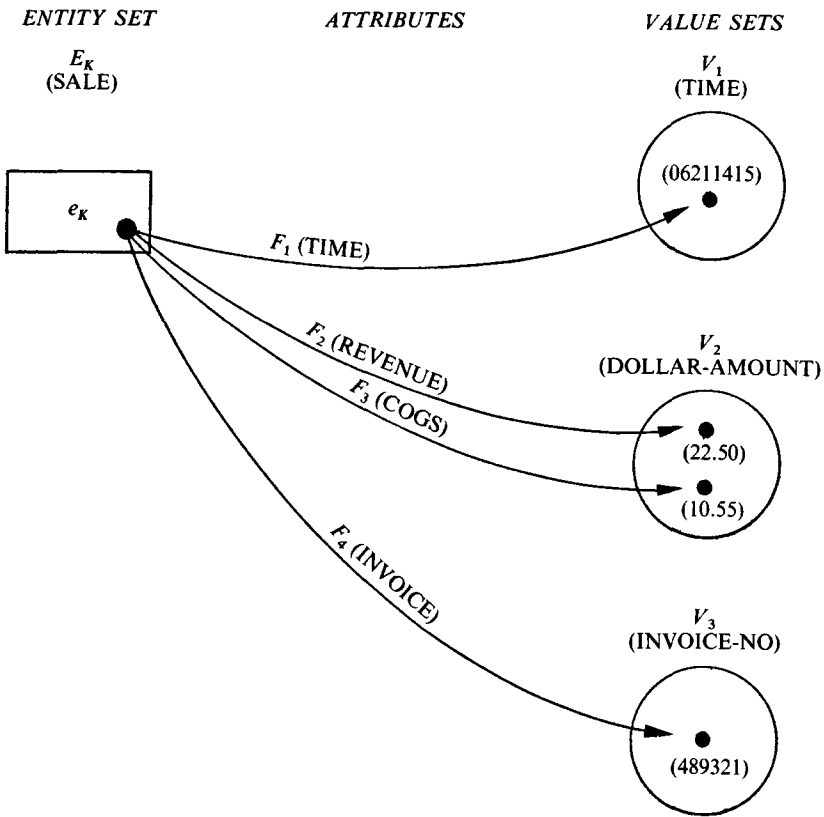 ENTITY SET
ATTRIBUTES
VALUE SETS
E_K
(SALE)
V_1
(TIME)
e_K
(06211415)
F_1 (TIME)
F_2 (REVENUE)
F_3 (COGS)
F_4 (INVOICE)
V_2
(DOLLAR-AMOUNT)
(22.50)
(10.55)
V_3
(INVOICE-NO)
(489321)